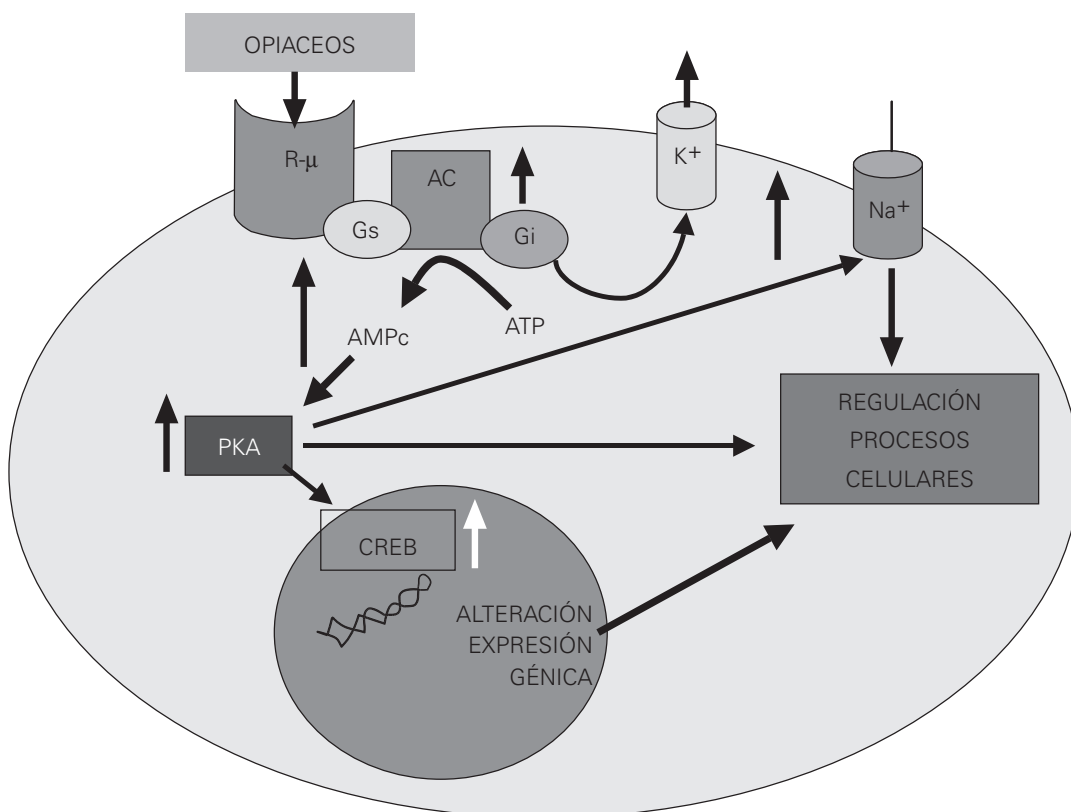 OPIACEOS
R-µ
AC
Gs
Gi
K+
Na+
AMPc
ATP
PKA
REGULACIÓN
PROCESOS
CELULARES
CREB
ALTERACIÓN
EXPRESIÓN
GÉNICA